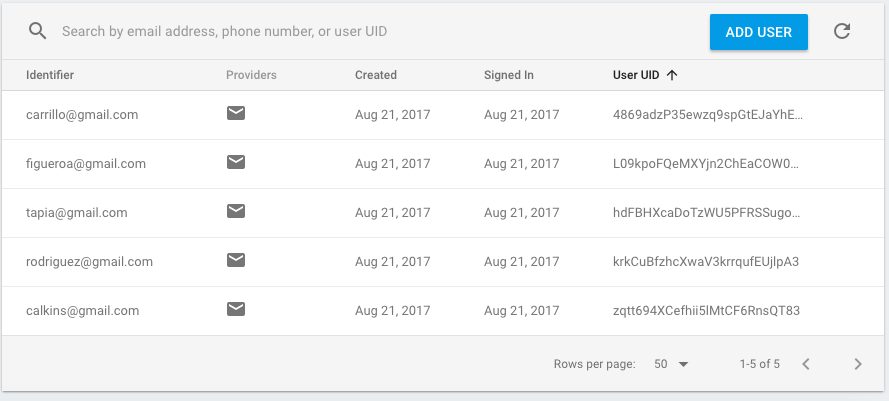 Search by email address, phone number, or user UID ADD USER
Identifier Providers Created Signed In User UID
carrillo@gmail.com Aug 21, 2017 Aug 21, 2017 4869adzP35ewzq9spGtEJaYhE...
figueroa@gmail.com Aug 21, 2017 Aug 21, 2017 L09kpoFQeMXYjn2ChEaCOW0...
tapia@gmail.com Aug 21, 2017 Aug 21, 2017 hdFBHXcaDoTzWU5PFRSSugo...
rodriguez@gmail.com Aug 21, 2017 Aug 21, 2017 krkCuBfzhcXwaV3krrqufEUjlpA3
calkins@gmail.com Aug 21, 2017 Aug 21, 2017 zqtt694XCefhii5lMtCF6RnsQT83
Rows per page: 50 1-5 of 5